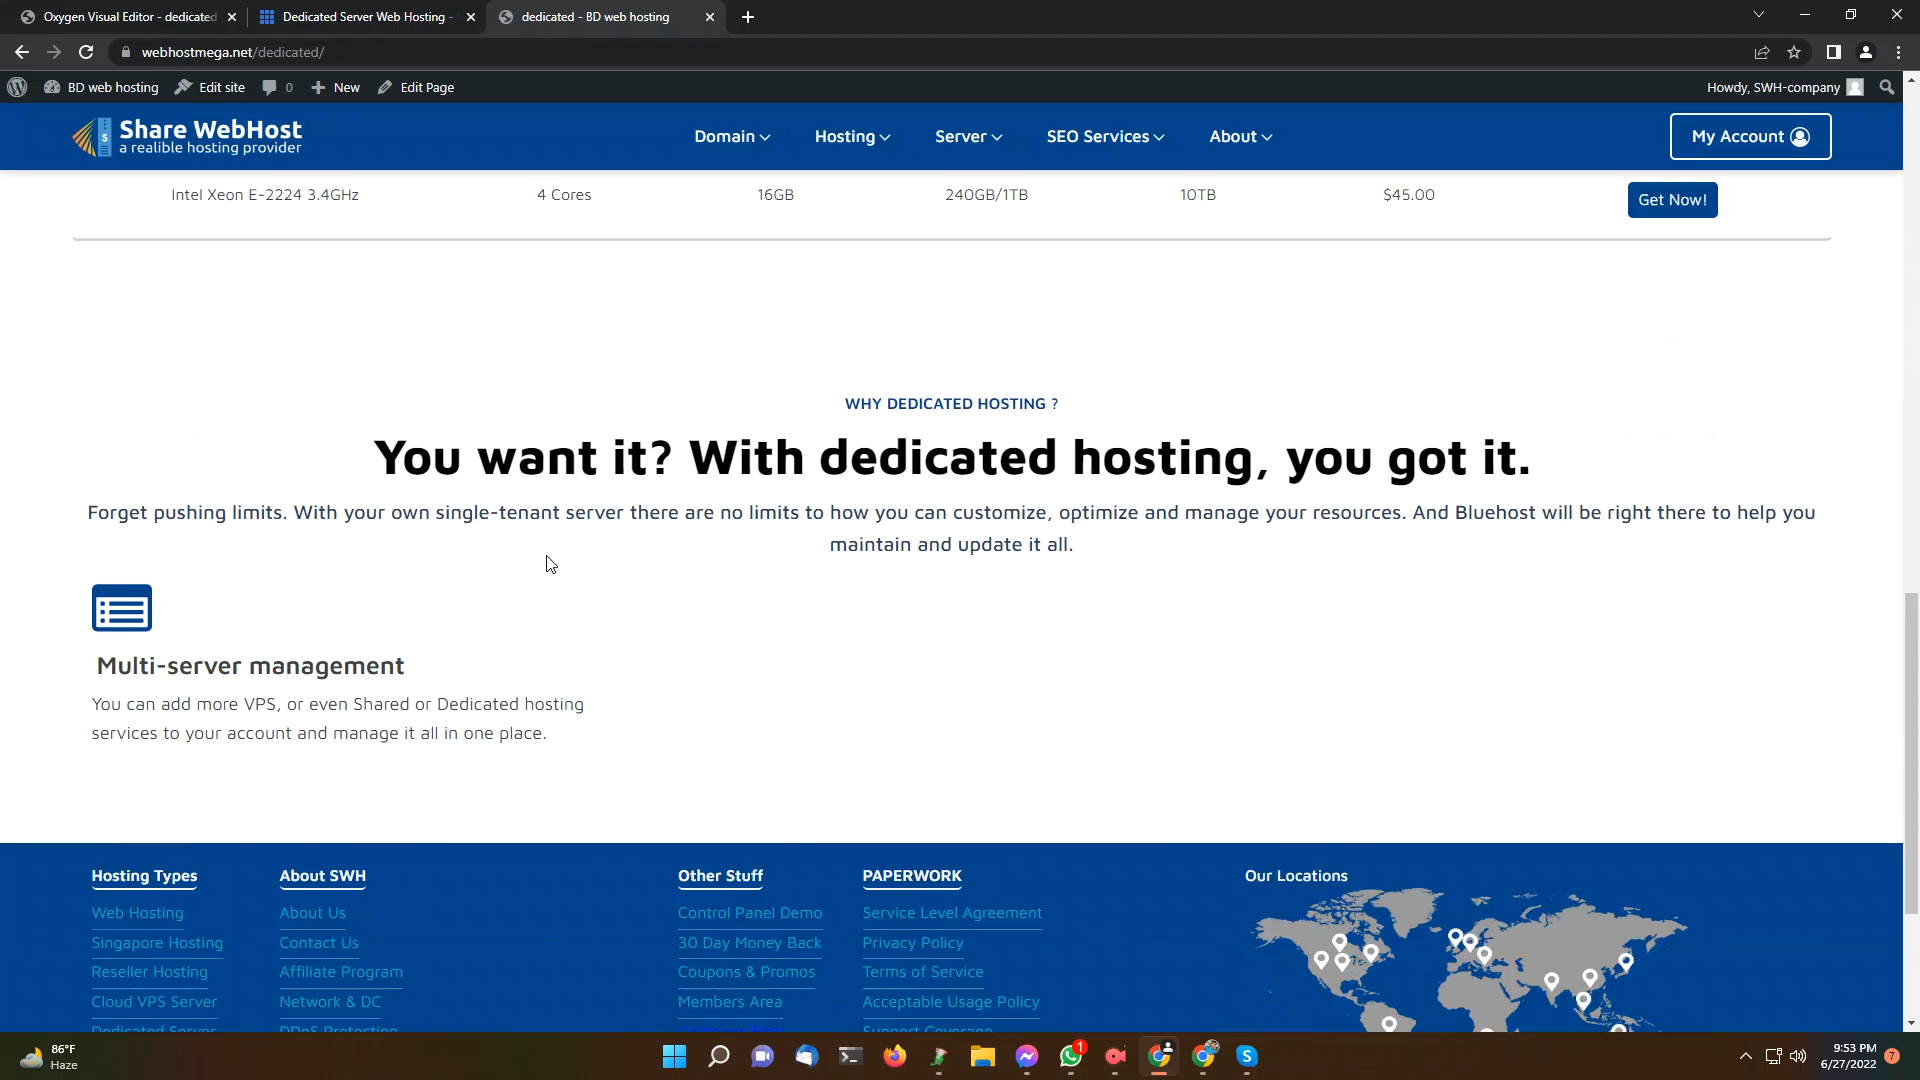 Oxygen Visual Editor - dedicated
Dedicated Server Web Hosting -
dedicated - BD web hosting
webhostmega.net/dedicated/
BD web hosting
Edit site
0
New
Edit Page
Howdy, SWH-company
Share WebHost
a realible hosting provider
Domain
Hosting
Server
SEO Services
About
My Account
Intel Xeon E-2224 3.4GHz
4 Cores
16GB
240GB/1TB
10TB
$45.00
Get Now!
WHY DEDICATED HOSTING ?
You want it? With dedicated hosting, you got it.
Forget pushing limits. With your own single-tenant server there are no limits to how you can customize, optimize and manage your resources. And Bluehost will be right there to help you
maintain and update it all.
Multi-server management
You can add more VPS, or even Shared or Dedicated hosting
services to your account and manage it all in one place.
Hosting Types
Web Hosting
Singapore Hosting
Reseller Hosting
Cloud VPS Server
Dedicated Server
About SWH
About Us
Contact Us
Affiliate Program
Network & DC
DDoS Protection
Other Stuff
Control Panel Demo
30 Day Money Back
Coupons & Promos
Members Area
PAPERWORK
Service Level Agreement
Privacy Policy
Terms of Service
Acceptable Usage Policy
Support Coverage
Our Locations
86°F
Haze
1
9:53 PM
6/27/2022
7